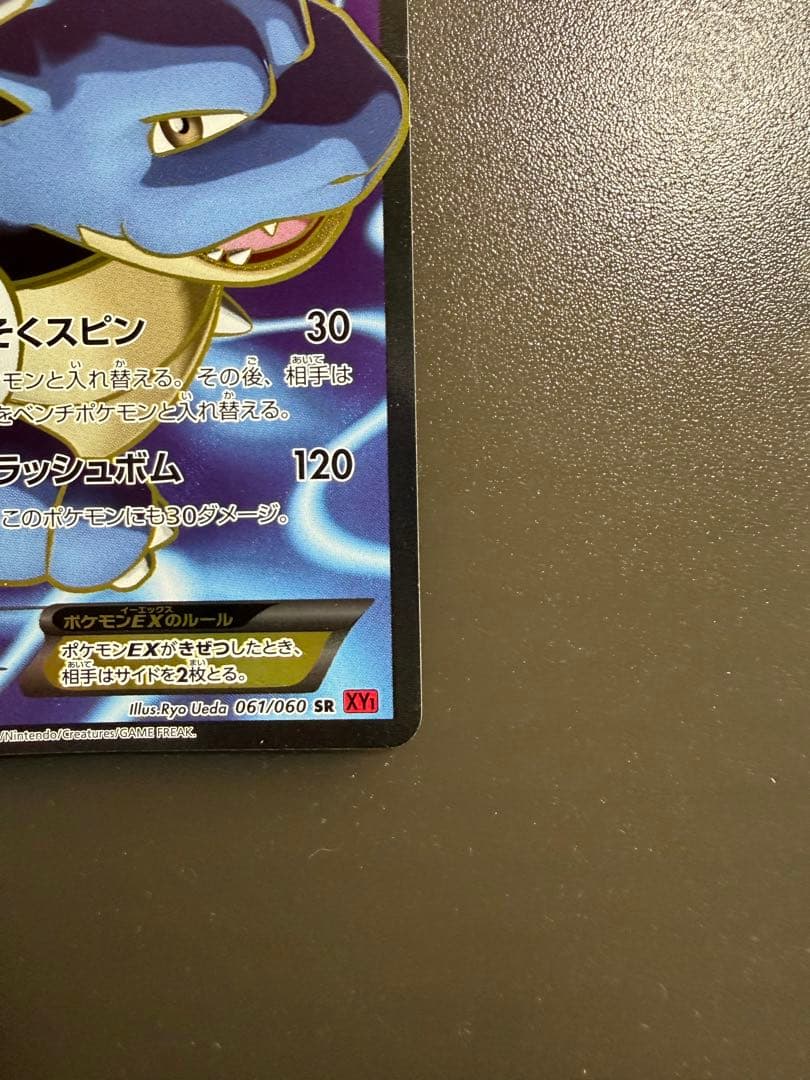 そくスピン 30
モンと入れ替える。その後、相手は
をベンチポケモンと入れ替える。
ラッシュボム 120
このポケモンにも30ダメージ。
ポケモンEXのルール
ポケモンEXがきぜつしたとき、
相手はサイドを2枚とる。
Illus.Ryo Ueda 061/060 SR XY1
/Nintendo/Creatures/GAME FREAK.